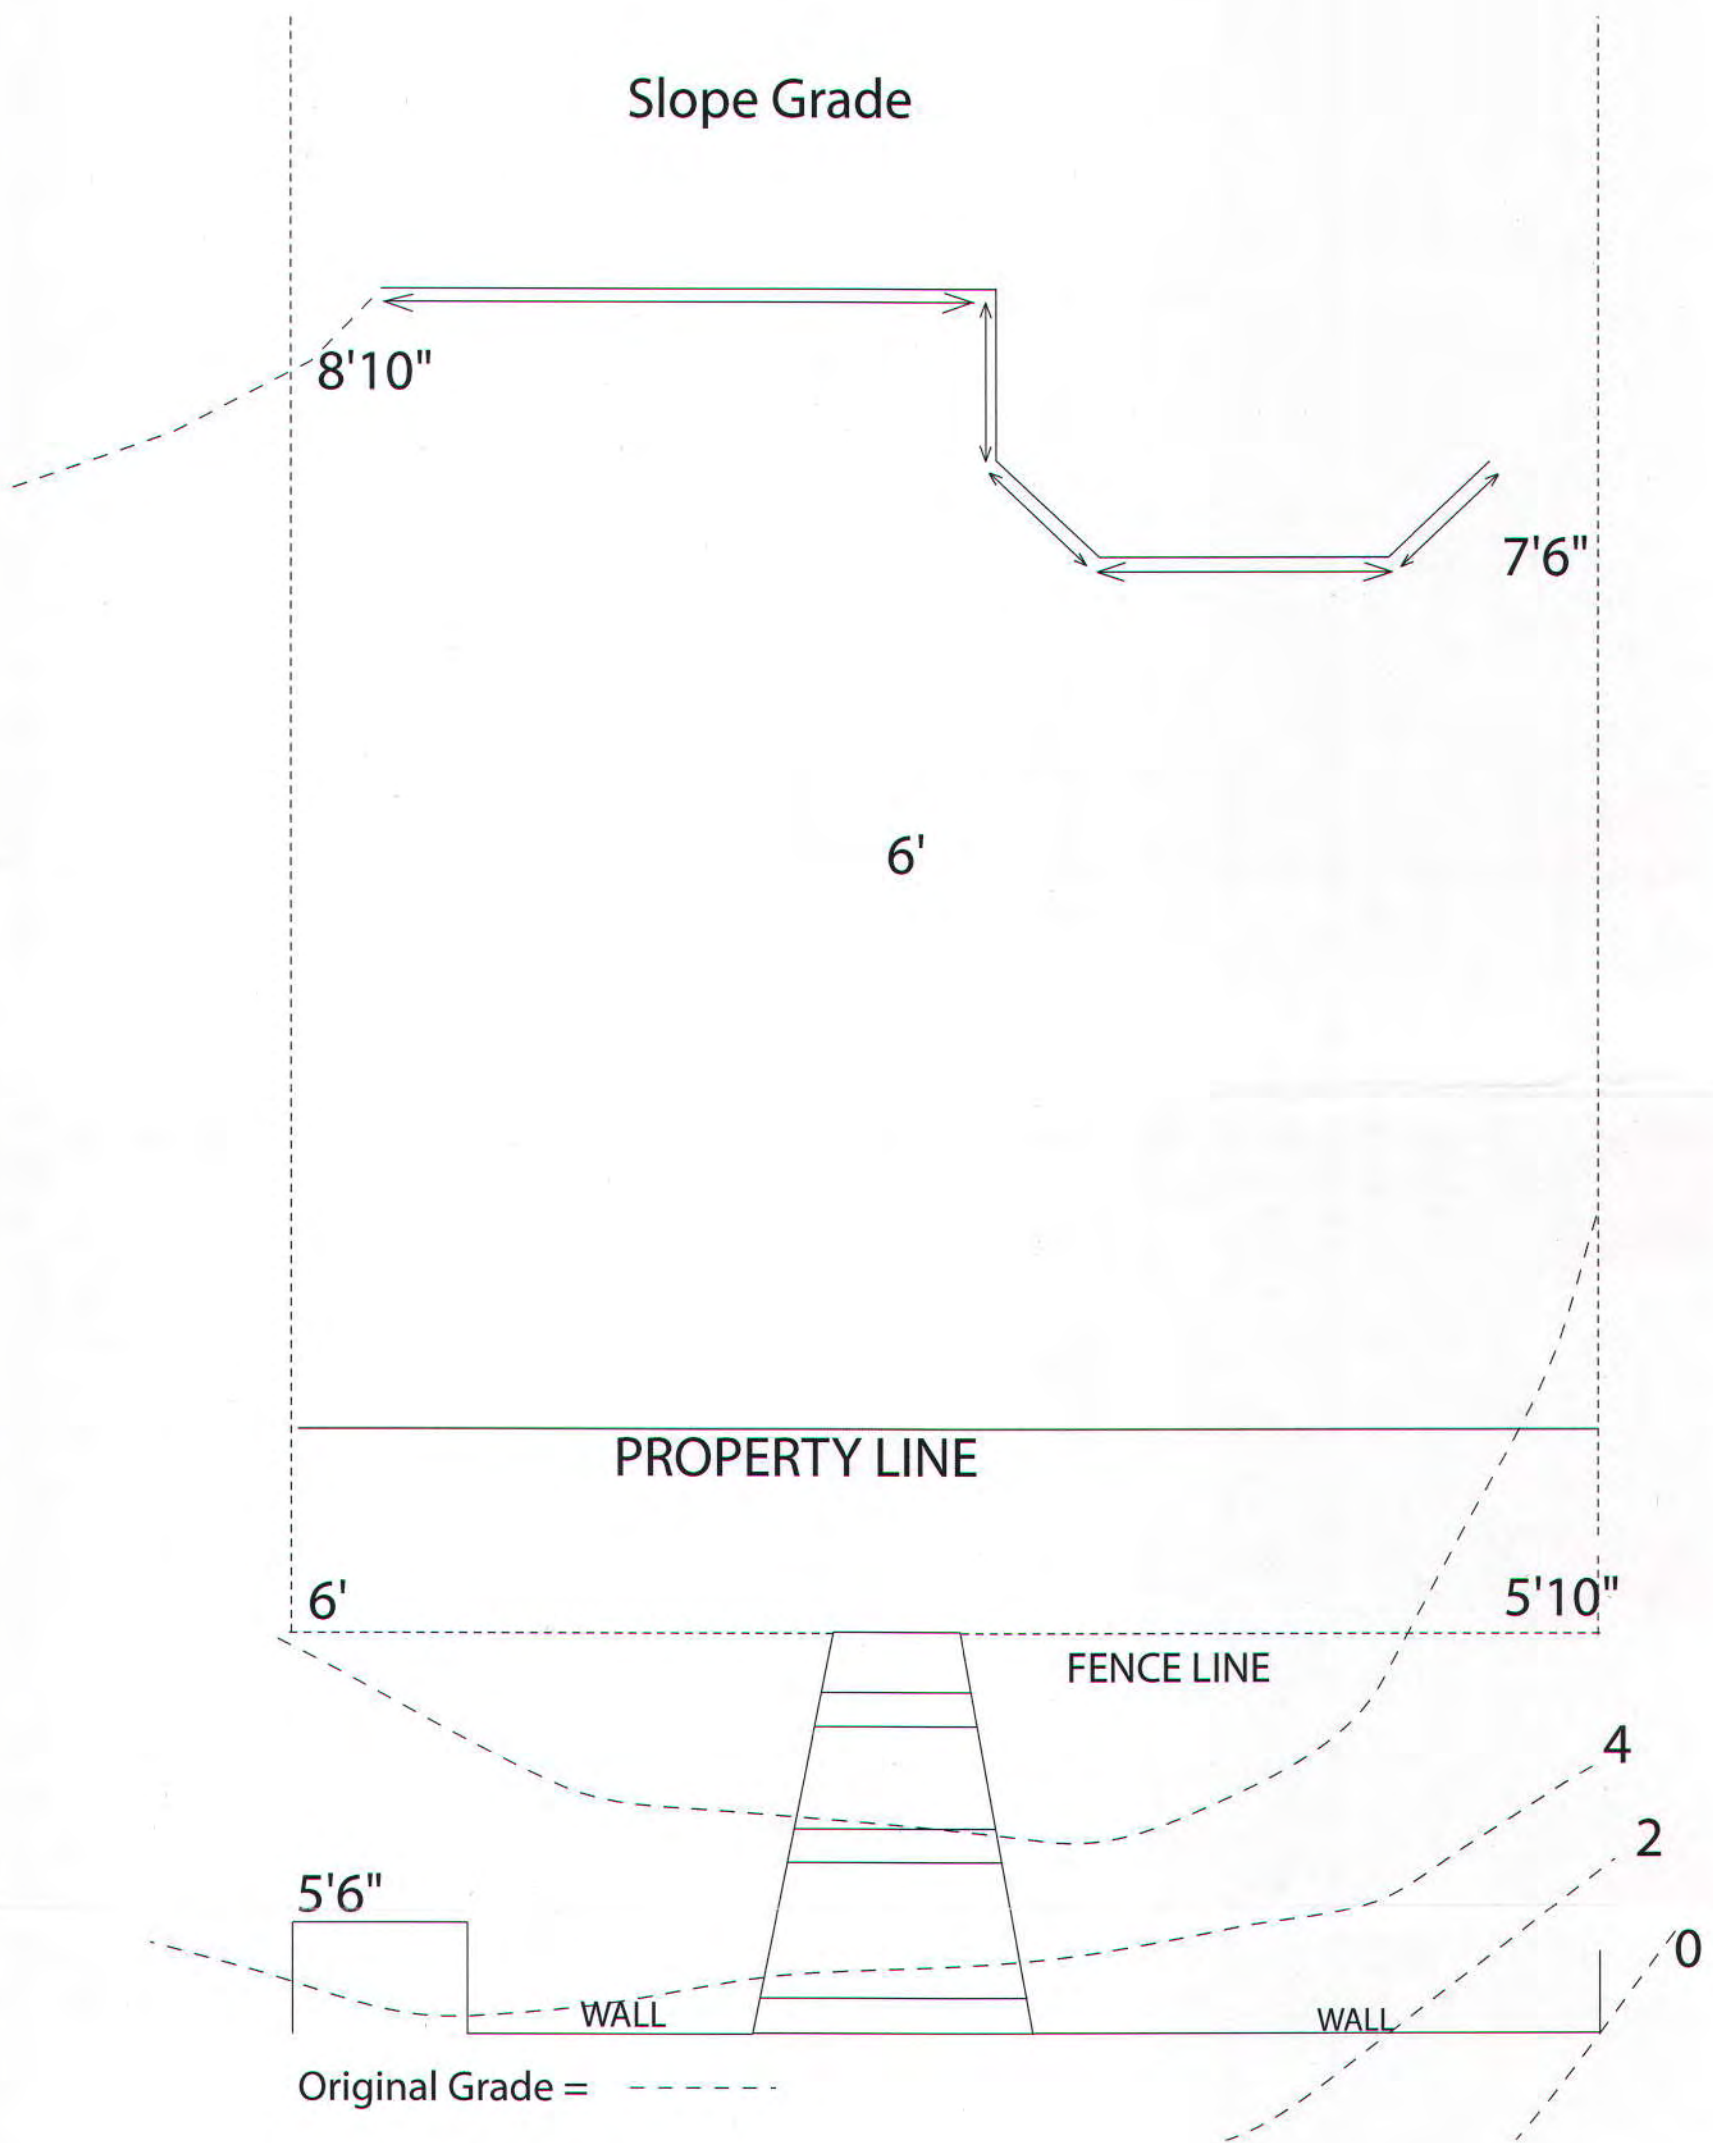 Slope Grade
8'10"
7'6"
6'
PROPERTY LINE
6'
5'10"
FENCE LINE
4
2
5'6"
0
WALL
WALL
Original Grade =